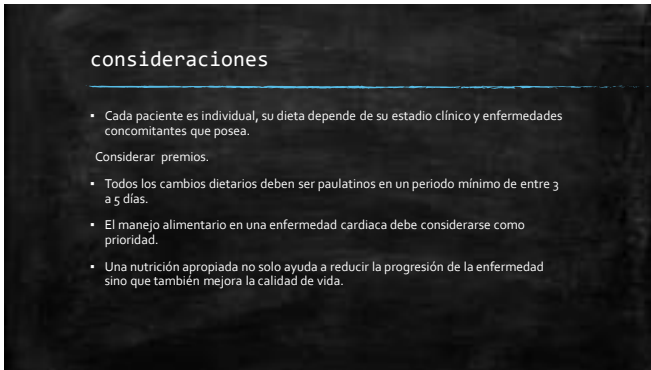 consideraciones
▪ Cada paciente es individual, su dieta depende de su estadio clínico y enfermedades
concomitantes que posea.
Considerar premios.
▪ Todos los cambios dietarios deben ser paulatinos en un periodo mínimo de entre 3
a 5 días.
▪ El manejo alimentario en una enfermedad cardiaca debe considerarse como
prioridad.
▪ Una nutrición apropiada no solo ayuda a reducir la progresión de la enfermedad
sino que también mejora la calidad de vida.